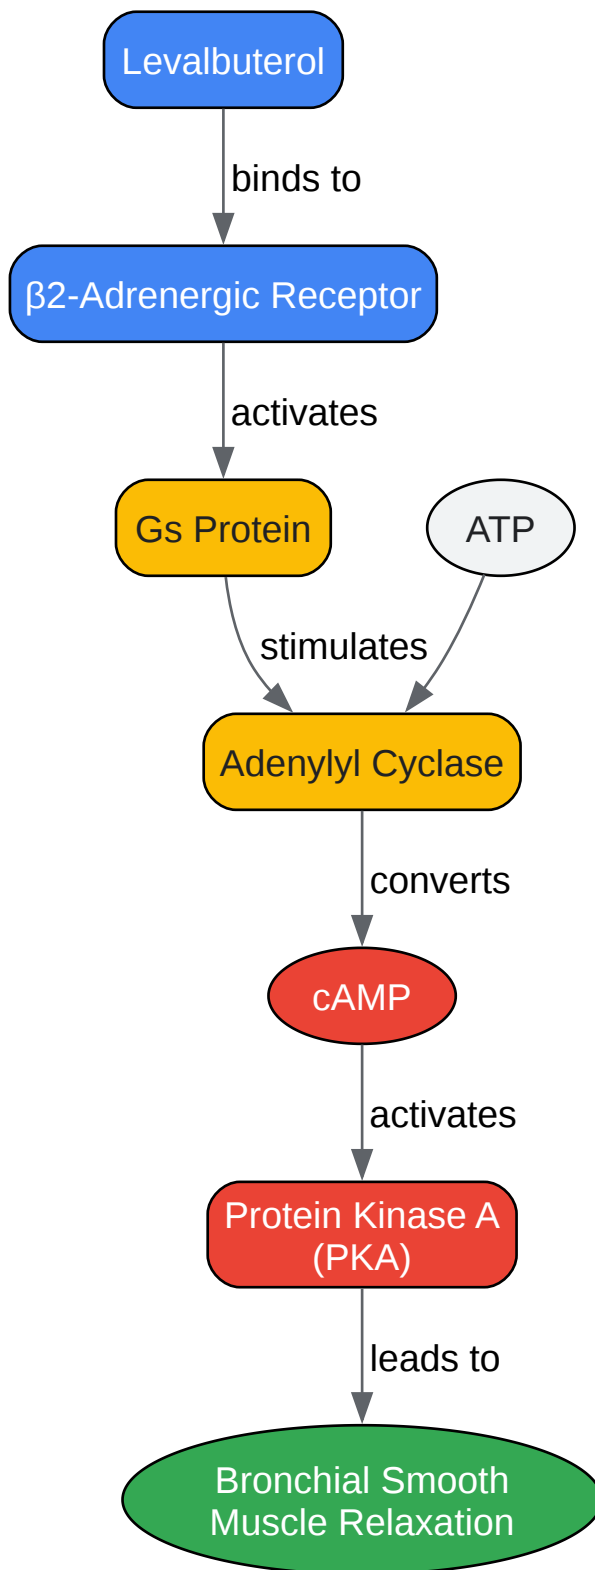 Levalbuterol
binds to
β2-Adrenergic Receptor
activates
Gs Protein
ATP
stimulates
Adenylyl Cyclase
converts
cAMP
activates
Protein Kinase A
(PKA)
leads to
Bronchial Smooth
Muscle Relaxation